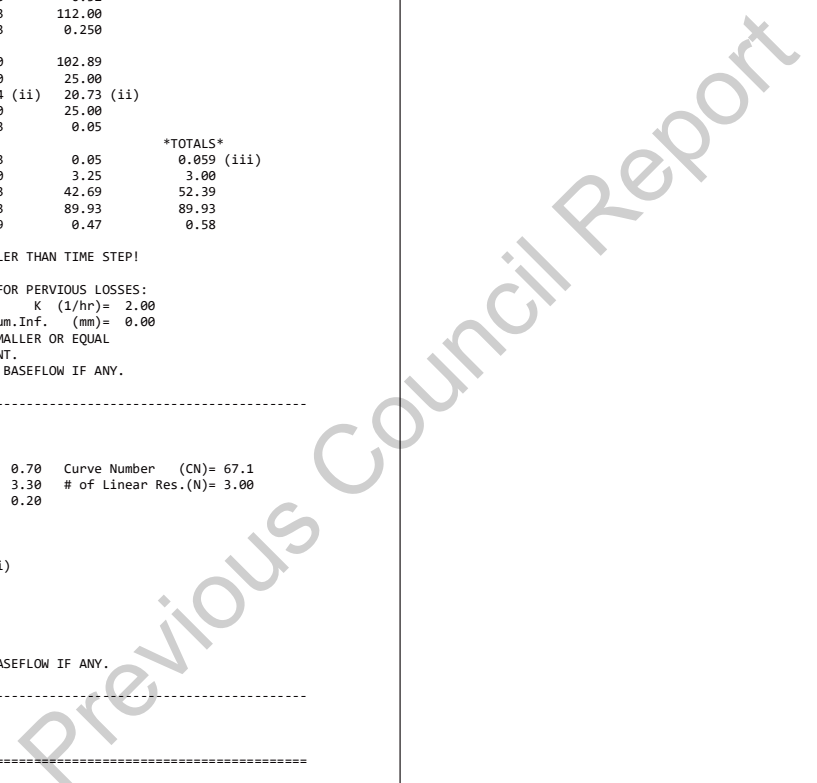 112.00
0.250
102.89
25.00
(ii) 20.73 (ii)
25.00
0.05
*TOTALS*
0.05 0.059 (iii)
3.25 3.00
42.69 52.39
89.93 89.93
0.47 0.58
LER THAN TIME STEP!
FOR PERVIOUS LOSSES:
K (1/hr)= 2.00
um.Inf. (mm)= 0.00
MALLER OR EQUAL
NT.
BASEFLOW IF ANY.
----------------------------------------
0.70 Curve Number (CN)= 67.1
3.30 # of Linear Res.(N)= 3.00
0.20
i)
ASEFLOW IF ANY.
----------------------------------------
========================================
Previous Council Report